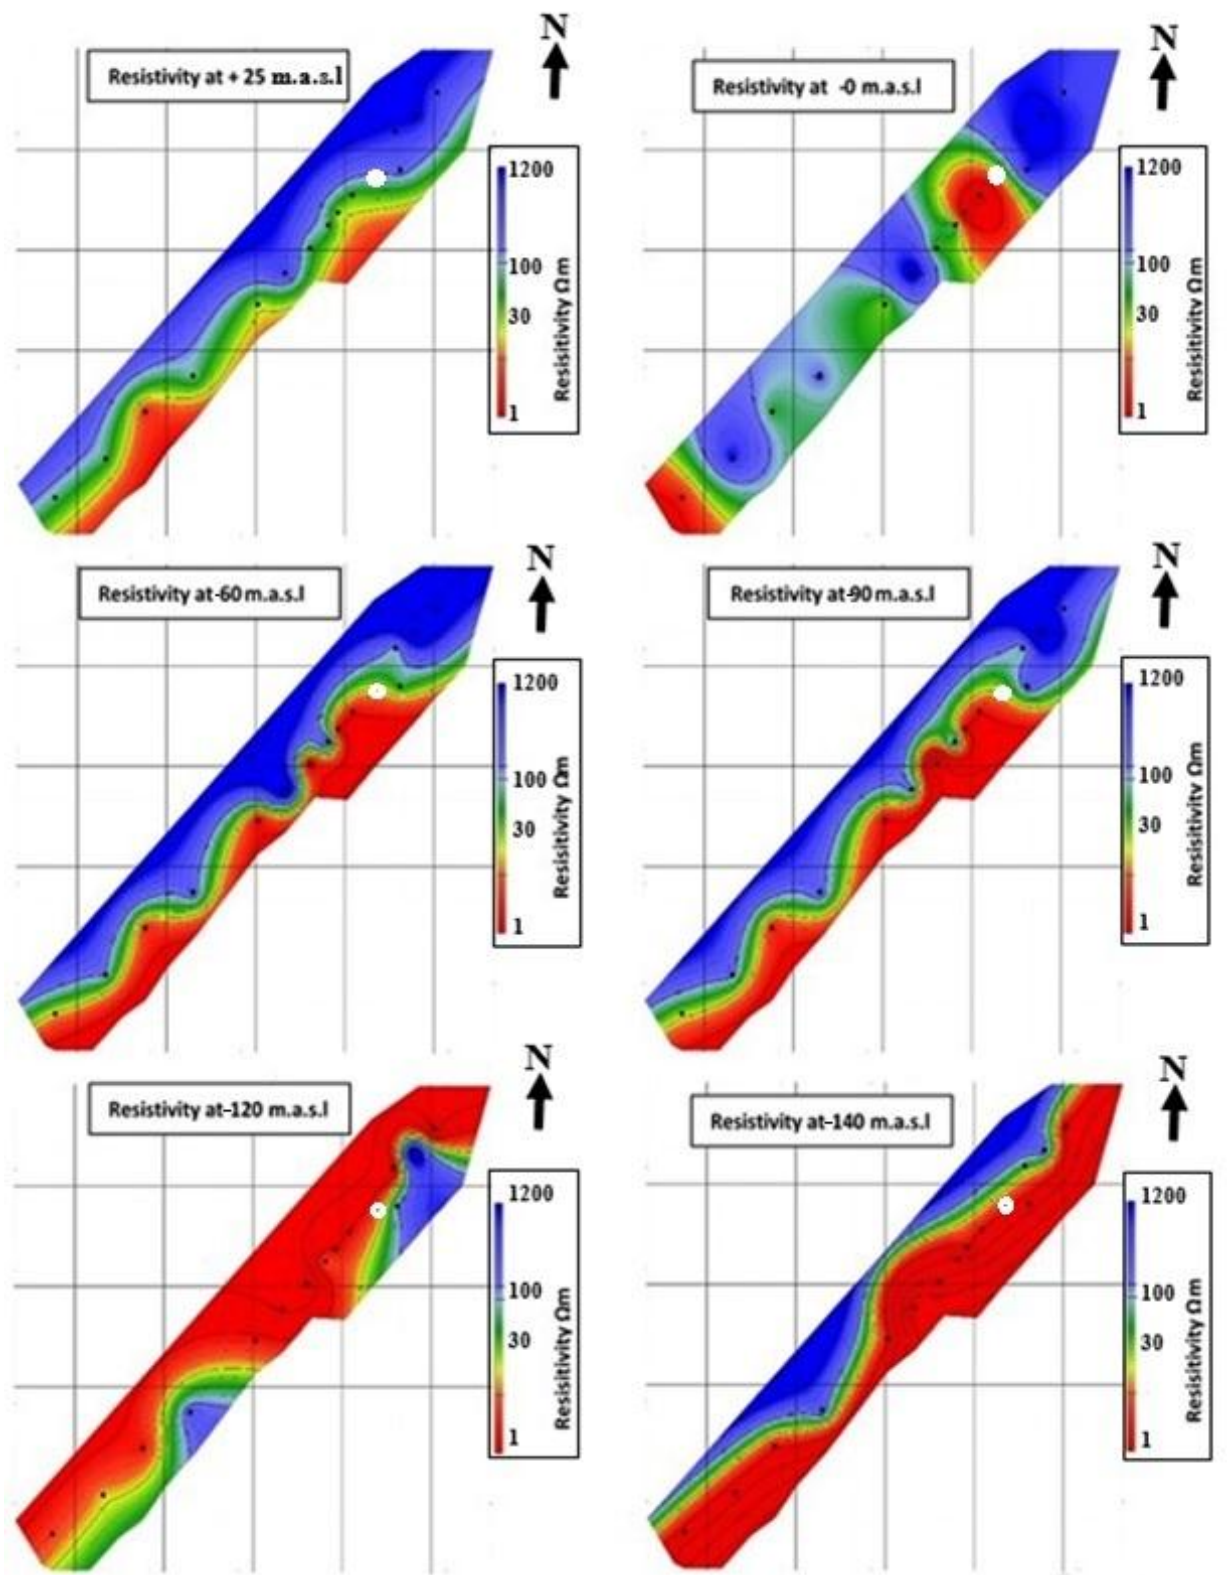 Resistivity at + 25 m.a.s.l
N
1200
100
30
1
Resisitivity Ωm
Resistivity at -0 m.a.s.l
N
1200
100
30
1
Resisitivity Ωm
Resistivity at-60 m.a.s.l
N
1200
100
30
1
Resisitivity Ωm
Resistivity at-90 m.a.s.l
N
1200
100
30
1
Resisitivity Ωm
Resistivity at-120 m.a.s.l
N
1200
100
30
1
Resisitivity Ωm
Resistivity at-140 m.a.s.l
N
1200
100
30
1
Resisitivity Ωm